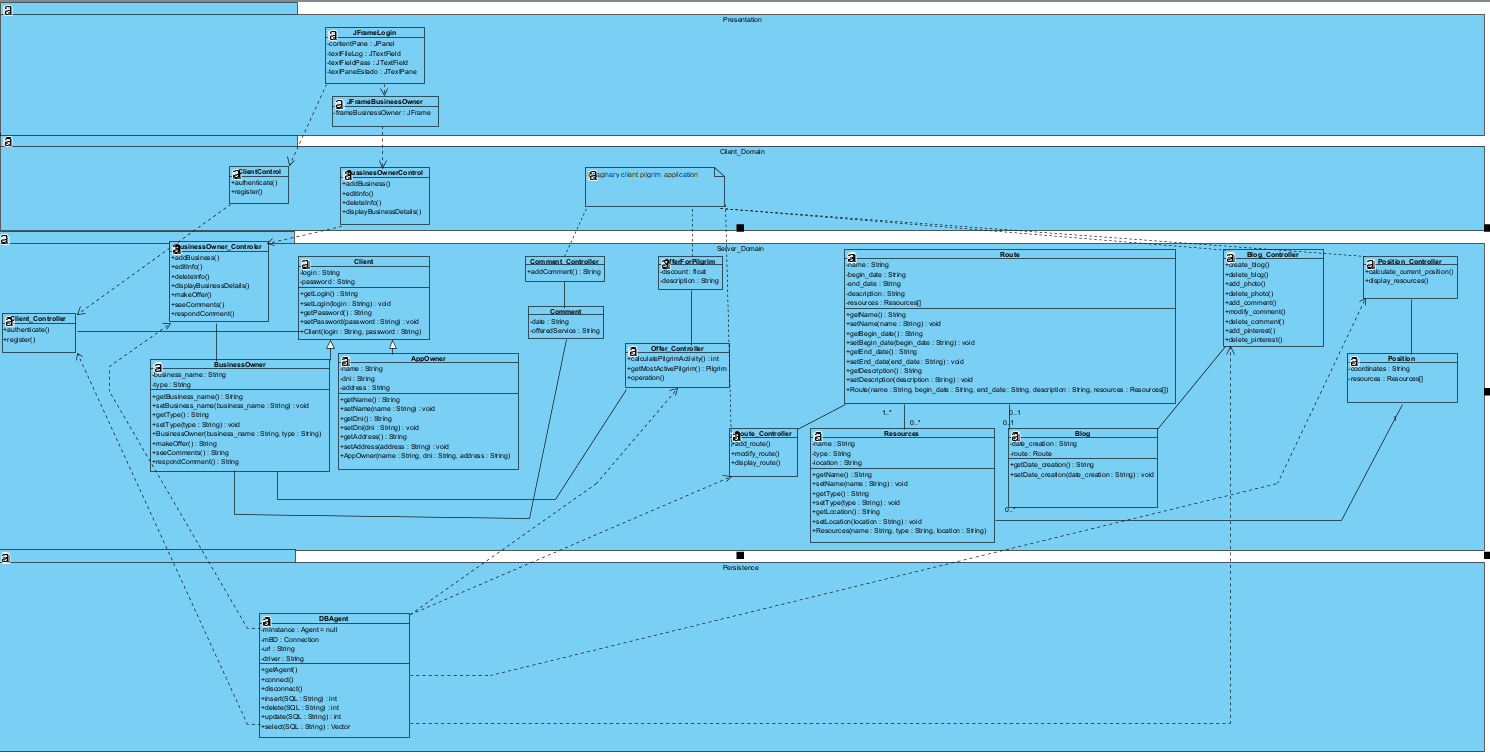 Presentation
JFrameLogin
-contentPane : JPanel
-textFileLog : JTextField
-textFieldPass : JTextField
-textPaneEstado : JTextPane
JFrameBusinessOwner
-frameBusinessOwner : JFrame
Client_Domain
ClientControl
+authenticate()
+register()
BussinesOwnerControl
+addBusiness()
+editInfo()
+deleteInfo()
+displayBusinessDetails()
client pilgrim application
Server_Domain
BusinessOwner_Controler
+addBusiness()
+editInfo()
+deleteInfo()
+displayBusinessDetails()
+makeOffer()
+seeComments()
+respondComment()
Client_Controller
+authenticate()
+register()
Client
-login : String
-password : String
+getLogin() : String
+setLogin(login : String) : void
+getPassword() : String
+setPassword(password : String) : void
+Client(login : String, password : String)
BusinessOwner
-business_name : String
-type : String
+getBusiness_name() : String
+setBusiness_name(business_name : String) : void
+getType() : String
+setType(type : String) : void
+BusinessOwner(business_name : String, type : String)
+makeOffer() : String
+seeComments() : String
+respondComment() : String
AppOwner
-name : String
-dni : String
-address : String
+getName() : String
+setName(name : String) : void
+getDni() : String
+setDni(dni : String) : void
+getAddress() : String
+setAddress(address : String) : void
+AppOwner(name : String, dni : String, address : String)
Comment_Controller
+addComment() : String
Comment
-date : String
-offeredService : String
OfferForPilgrim
-discount : float
-description : String
Offer_Controller
+calculatePilgrimActivity() : int
+getMostActivePilgrim() : Pilgrim
+operation()
Route
-name : String
-begin_date : String
-end_date : String
-description : String
-resources : Resources[]
+getName() : String
+setName(name : String) : void
+getBegin_date() : String
+setBegin_date(begin_date : String) : void
+getEnd_date() : String
+setEnd_date(end_date : String) : void
+getDescription() : String
+setDescription(description : String) : void
+Route(name : String, begin_date : String, end_date : String, description : String, resources : Resources[])
Blog_Controller
+create_blog()
+delete_blog()
+add_photo()
+delete_photo()
+add_comment()
+modify_comment()
+delete_comment()
+add_pinterest()
+delete_pinterest()
Position_Controller
+calculate_current_position()
+display_resources()
Position
-coordinates : String
-resources : Resources[]
1..*
0..*
0..1
0..1
1
0..*
Route_Controller
+add_route()
+modify_route()
+display_route()
Resources
-name : String
-type : String
-location : String
+getName() : String
+setName(name : String) : void
+getType() : String
+setType(type : String) : void
+getLocation() : String
+setLocation(location : String) : void
+Resources(name : String, type : String, location : String)
Blog
-date_creation : String
-route : Route
+getDate_creation() : String
+setDate_creation(date_creation : String) : void
Persistence
DBAgent
-mInstance : Agent = null
-mBD : Connection
-url : String
-driver : String
+getAgent()
+connect()
+disconnect()
+insert(SQL : String) : int
+delete(SQL : String) : int
+update(SQL : String) : int
+select(SQL : String) : Vector